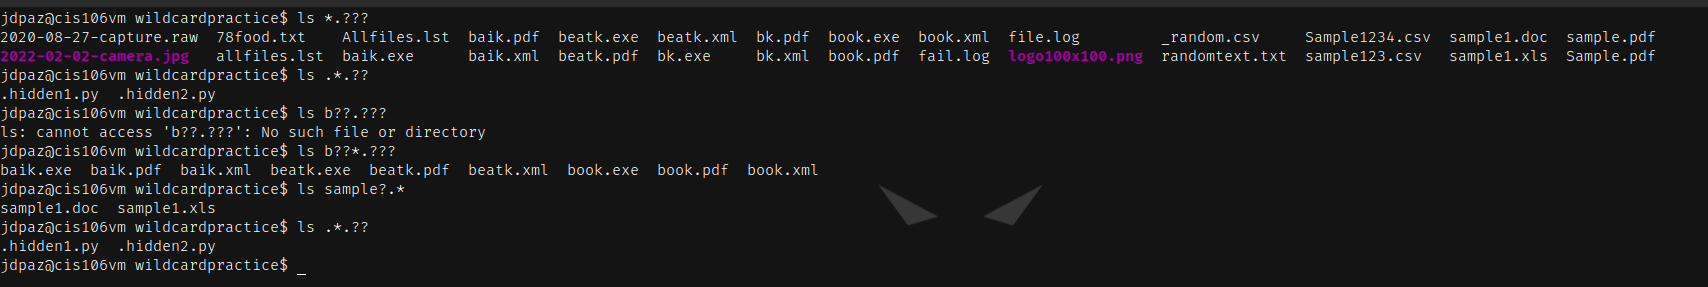 jdpaz@cis106vm wildcardpractice$ ls *.???
2020-08-27-capture.raw  78food.txt    Allfiles.lst  baik.pdf  beatk.exe  beatk.xml  bk.pdf  book.exe  book.xml  file.log         _random.csv     Sample1234.csv  sample1.doc  sample.pdf
2022-02-02-camera.jpg   allfiles.lst  baik.exe      baik.xml  beatk.pdf  bk.exe     bk.xml  book.pdf  fail.log  logo100x100.png  randomtext.txt  sample123.csv   sample1.xls  Sample.pdf
jdpaz@cis106vm wildcardpractice$ ls .*.??
.hidden1.py  .hidden2.py
jdpaz@cis106vm wildcardpractice$ ls b??.???
ls: cannot access 'b??.???': No such file or directory
jdpaz@cis106vm wildcardpractice$ ls b??*.???
baik.exe  baik.pdf  baik.xml  beatk.exe  beatk.pdf  beatk.xml  book.exe  book.pdf  book.xml
jdpaz@cis106vm wildcardpractice$ ls sample?.*
sample1.doc  sample1.xls
jdpaz@cis106vm wildcardpractice$ ls .*.??
.hidden1.py  .hidden2.py
jdpaz@cis106vm wildcardpractice$ _